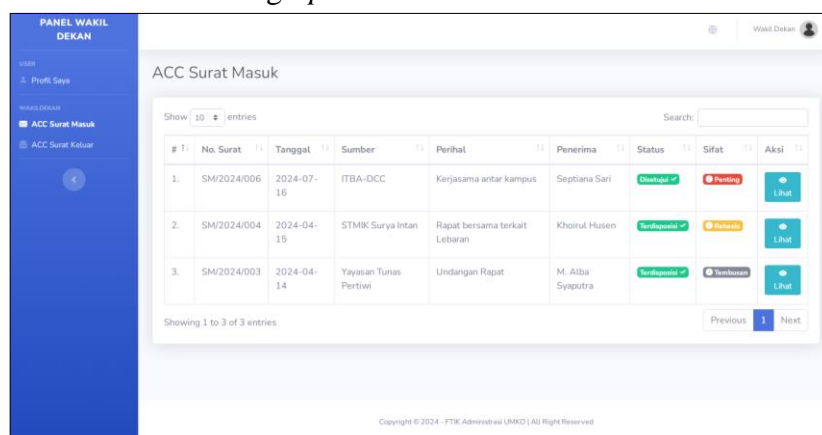 PANEL WAKIL
DEKAN
Wakil Dekan
USER
Profil Saya
ACC Surat Masuk
WAKILDEKAN
ACC Surat Masuk
ACC Surat Keluar
Show 10 entries
Search:
# No. Surat Tanggal Sumber Perihal Penerima Status Sifat Aksi
1. SM/2024/006 2024-07-16 ITBA-DCC Kerjasama antar kampus Septiana Sari Disetujui Penting Lihat
2. SM/2024/004 2024-04-15 STMIK Surya Intan Rapat bersama terkait Lebaran Khoirul Husen Terdisposisi Rahasia Lihat
3. SM/2024/003 2024-04-14 Yayasan Tunas Pertiwi Undangan Rapat M. Alba Syaputra Terdisposisi Tembusan Lihat
Showing 1 to 3 of 3 entries
Previous 1 Next
Copyright © 2024 - FTIK Administrasi UMKO | All Right Reserved